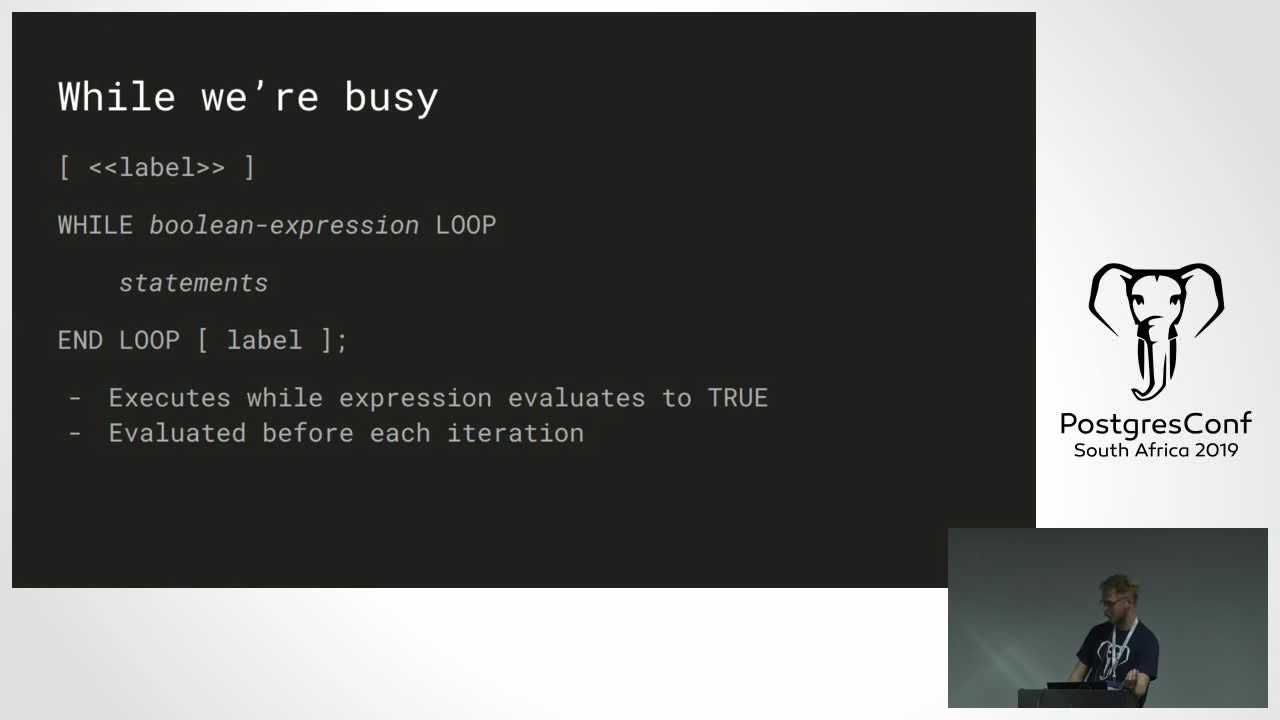 While we’re busy
[ <<label>> ]
WHILE boolean-expression LOOP
statements
END LOOP [ label ];
- Executes while expression evaluates to TRUE
- Evaluated before each iteration
PostgresConf
South Africa 2019